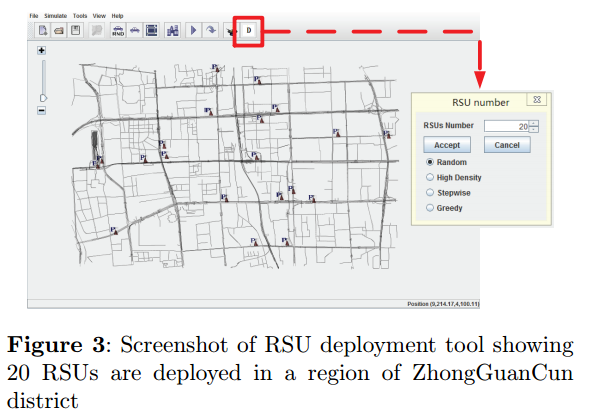 File Simulate Tools View Help
RND
D
RSU number
RSUs Number 20
Accept Cancel
Random
High Density
Stepwise
Greedy
Position (9,214.17,4,100.11)
Figure 3: Screenshot of RSU deployment tool showing
20 RSUs are deployed in a region of ZhongGuanCun
district